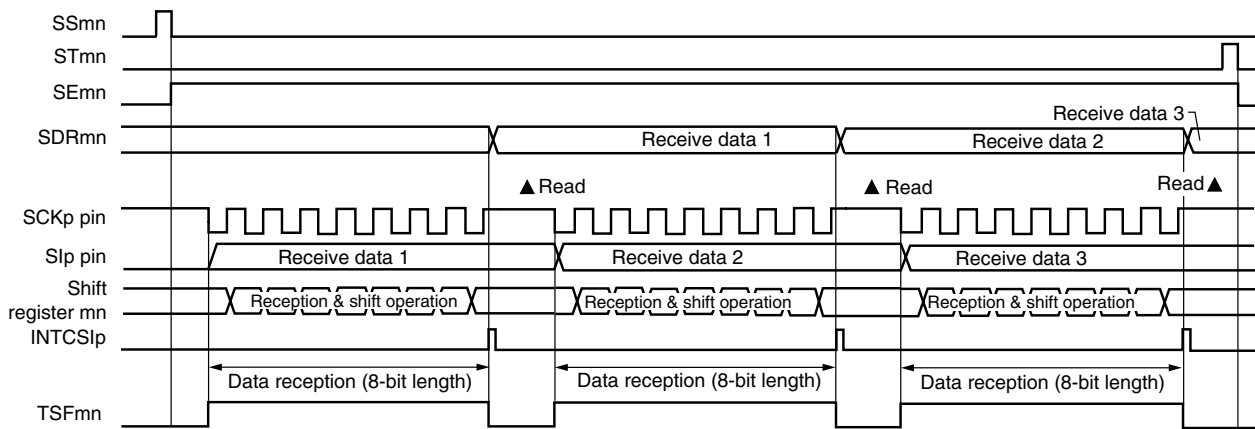 SSmn
STmn
SEmn
Receive data 3
SDRmn Receive data 1 Receive data 2
▲ Read ▲ Read Read ▲
SCKp pin
SIp pin Receive data 1 Receive data 2 Receive data 3
Shift
register mn Reception & shift operation Reception & shift operation Reception & shift operation
INTCSIp
Data reception (8-bit length) Data reception (8-bit length) Data reception (8-bit length)
TSFmn